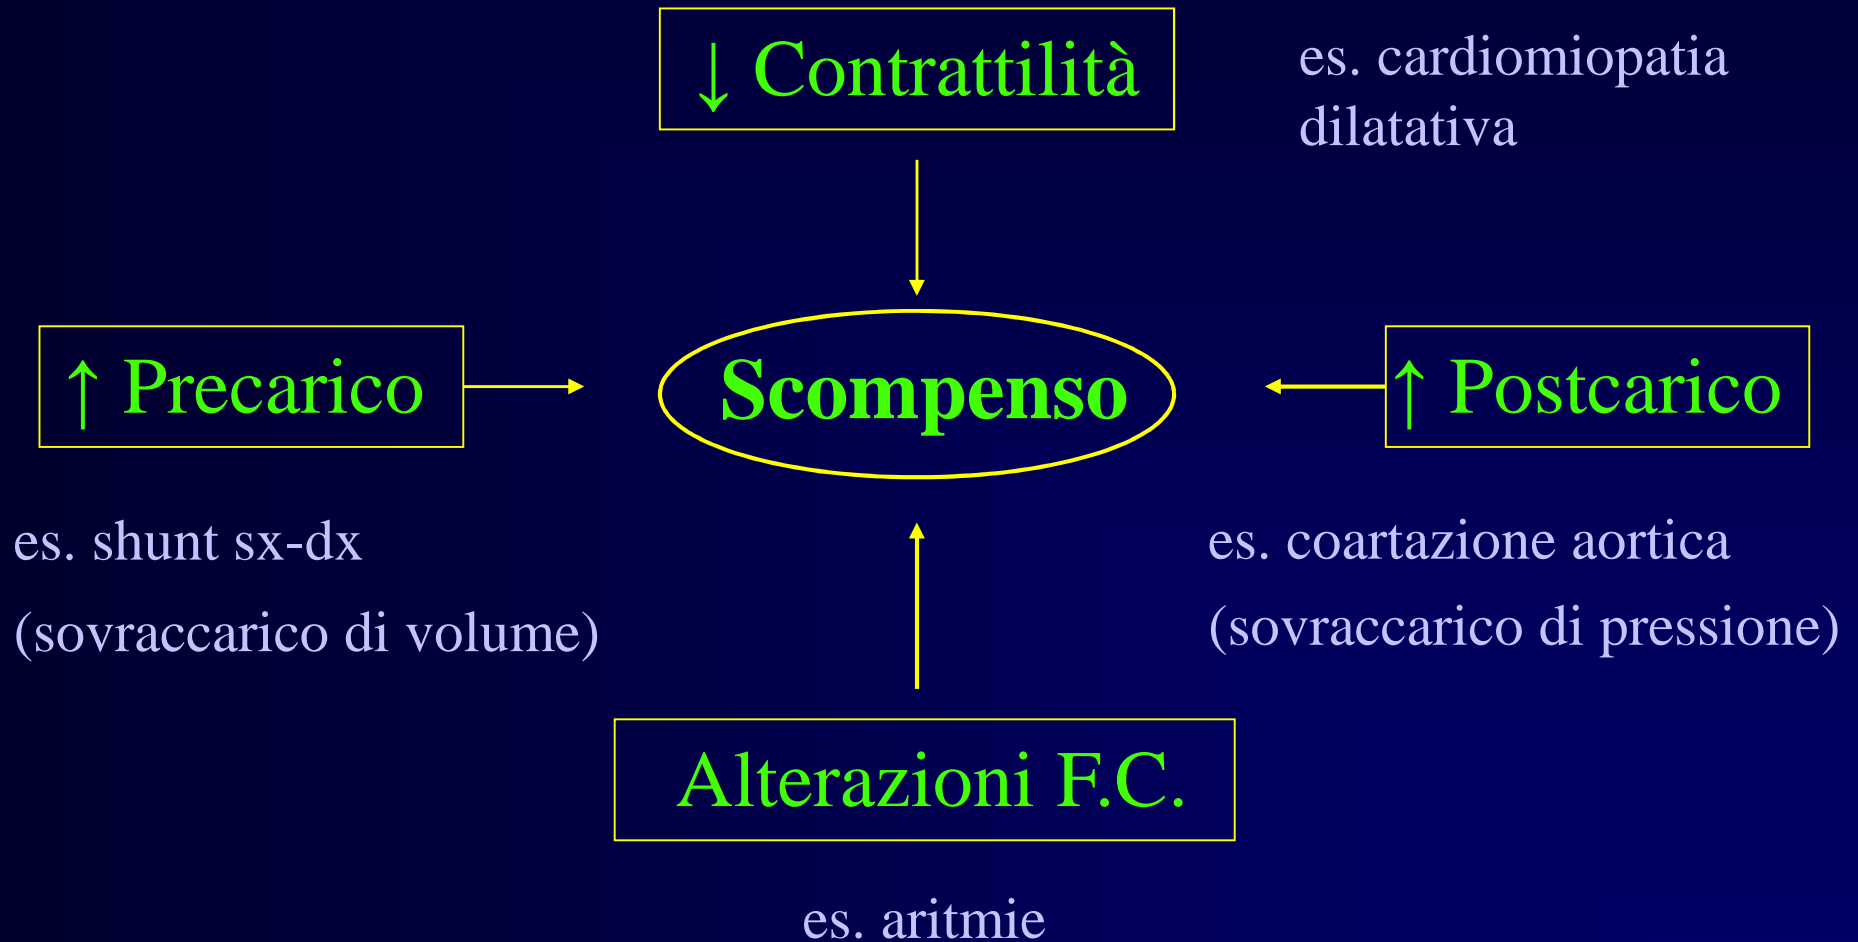 ↓ Contrattilità
es. cardiomiopatia
dilatativa
↑ Precarico
Scompenso
↑ Postcarico
es. shunt sx-dx
(sovraccarico di volume)
es. coartazione aortica
(sovraccarico di pressione)
Alterazioni F.C.
es. aritmie